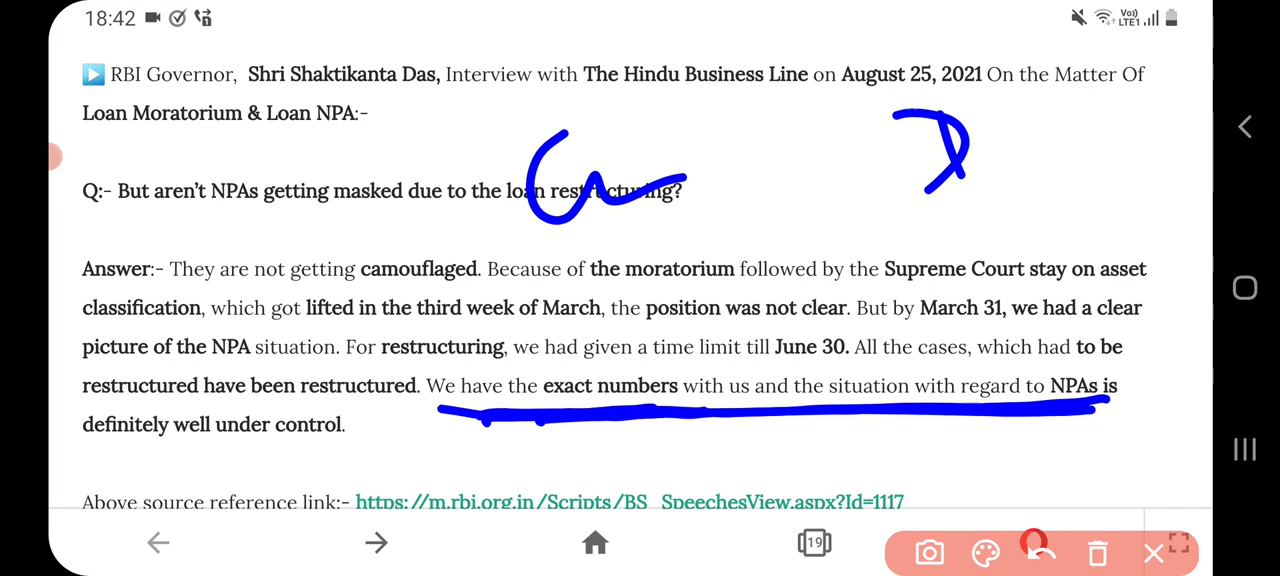 18:42
Vo)) LTE1
RBI Governor, Shri Shaktikanta Das, Interview with The Hindu Business Line on August 25, 2021 On the Matter Of
Loan Moratorium & Loan NPA:-
Q:- But aren't NPAs getting masked due to the loan restructuring?
Answer:- They are not getting camouflaged. Because of the moratorium followed by the Supreme Court stay on asset
classification, which got lifted in the third week of March, the position was not clear. But by March 31, we had a clear
picture of the NPA situation. For restructuring, we had given a time limit till June 30. All the cases, which had to be
restructured have been restructured. We have the exact numbers with us and the situation with regard to NPAs is
definitely well under control.
Above source reference link:- https://m.rbi.org.in/Scripts/BS_SpeechesView.aspx?Id=1117
19